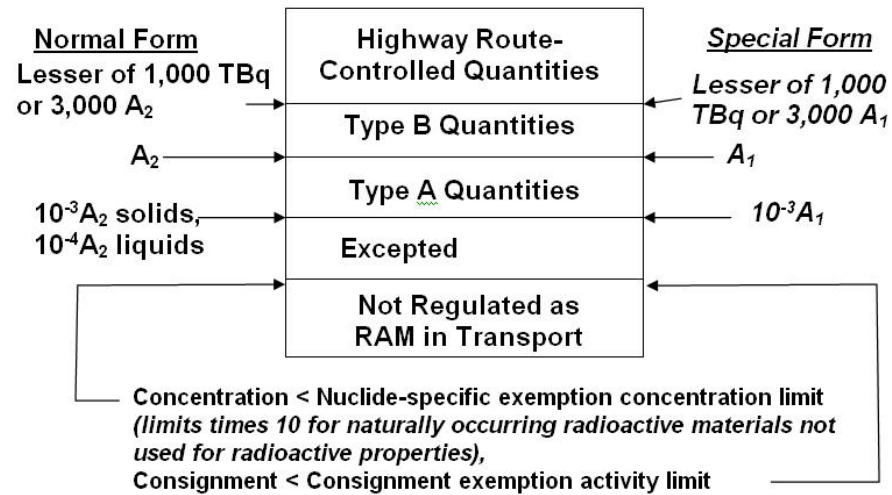 Normal Form
Lesser of 1,000 TBq
or 3,000 A₂
A₂
10⁻³A₂ solids,
10⁻⁴A₂ liquids
Highway Route-
Controlled Quantities
Type B Quantities
Type A Quantities
Excepted
Not Regulated as
RAM in Transport
Special Form
Lesser of 1,000
TBq or 3,000 A₁
A₁
10⁻³A₁
Concentration < Nuclide-specific exemption concentration limit
(limits times 10 for naturally occurring radioactive materials not
used for radioactive properties),
Consignment < Consignment exemption activity limit